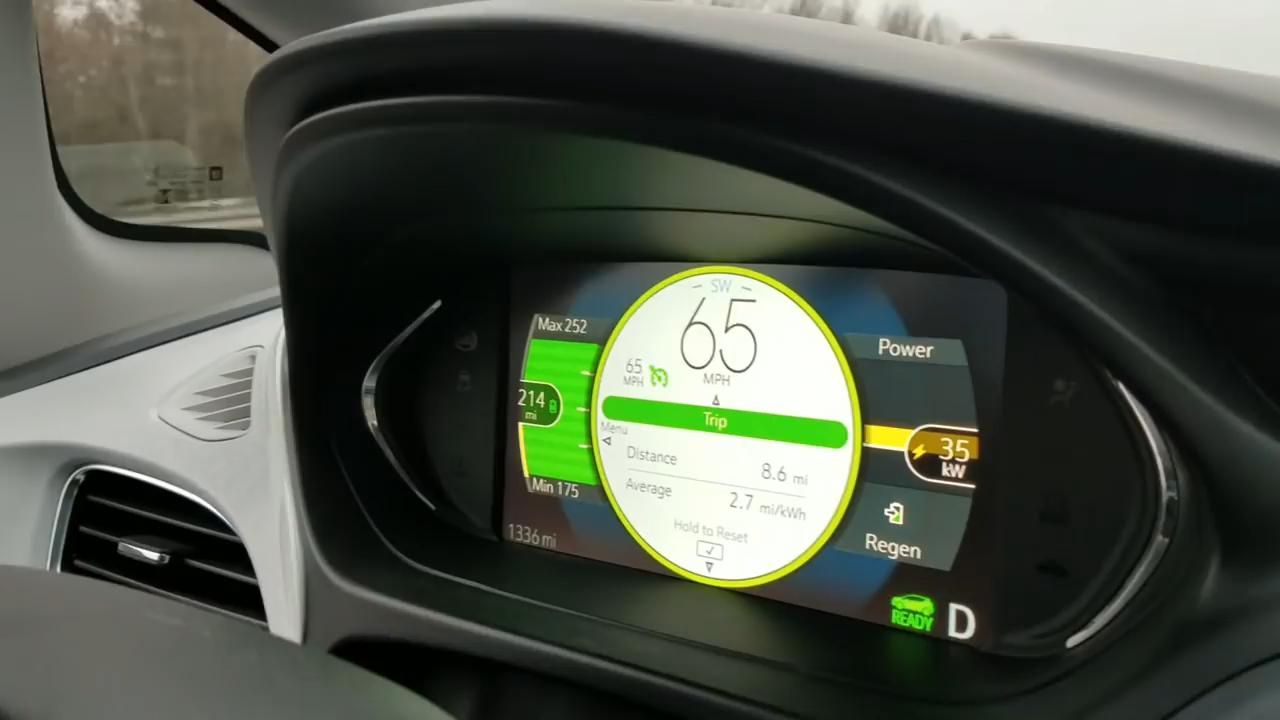 SW
65
MPH
65
MPH
Trip
Menu
Distance 8.6 mi
Average 2.7 mi/kWh
Hold to Reset
Max 252
214
mi
Min 175
1336 mi
Power
35
kW
Regen
READY
D